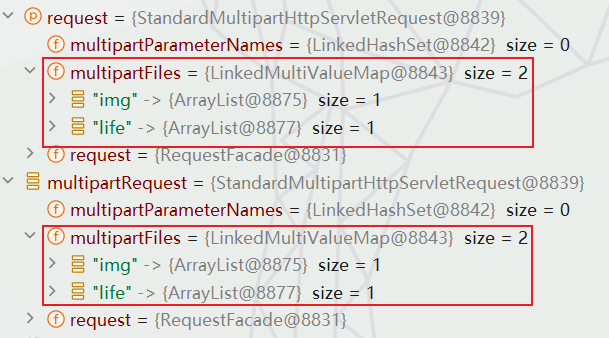 request = {StandardMultipartHttpServletRequest@8839}
multipartParameterNames = {LinkedHashSet@8842} size = 0
multipartFiles = {LinkedMultiValueMap@8843} size = 2
"img" -> {ArrayList@8875} size = 1
"life" -> {ArrayList@8877} size = 1
request = {RequestFacade@8831}
multipartRequest = {StandardMultipartHttpServletRequest@8839}
multipartParameterNames = {LinkedHashSet@8842} size = 0
multipartFiles = {LinkedMultiValueMap@8843} size = 2
"img" -> {ArrayList@8875} size = 1
"life" -> {ArrayList@8877} size = 1
request = {RequestFacade@8831}